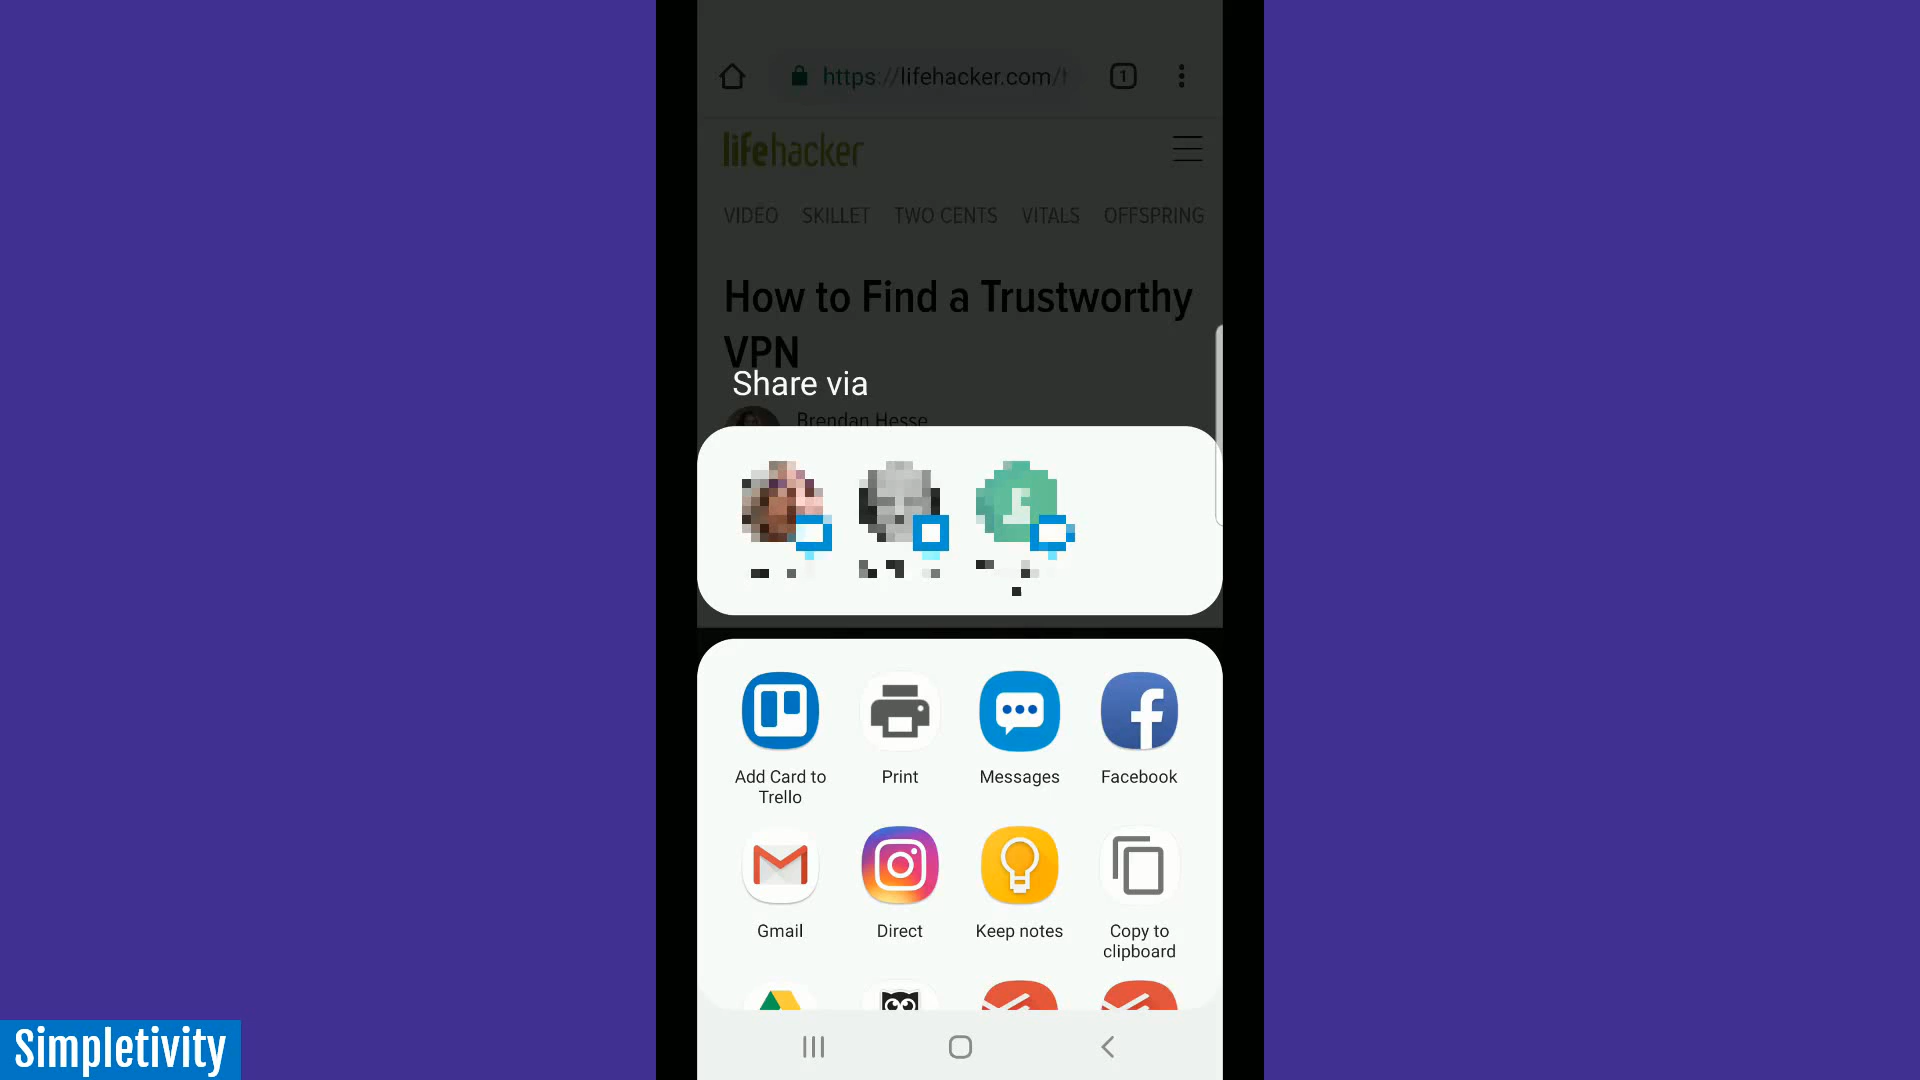 https://lifehacker.com/
1
lifehacker
VIDEO SKILLET TWO CENTS VITALS OFFSPRING
How to Find a Trustworthy
VPN
Share via
Brendan Hesse
Add Card to
Trello
Print
Messages
Facebook
Gmail
Direct
Keep notes
Copy to
clipboard
Simpletivity